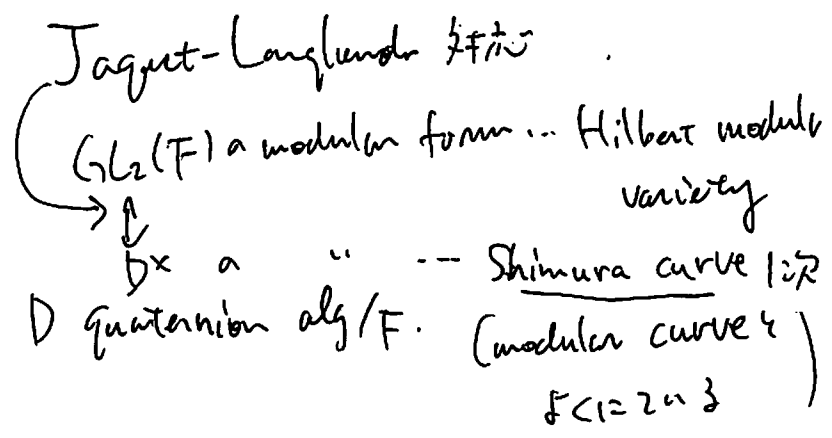 Jaquet-Langlands 対応.
GL₂(F) の modular form ... Hilbert modular variety
D× の 〃 --- Shimura curve 1次
D quaternion alg/F. (modular curve と よくにている)